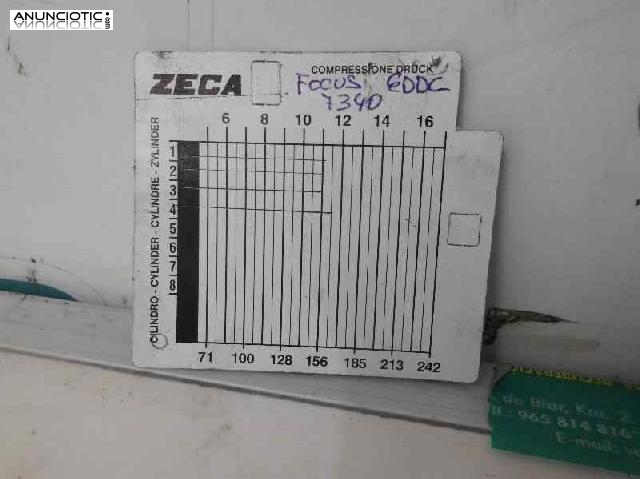 ANUNCIOTIC.es
ZECA
COMPRESSIONE DRUCK
FOCUS EDDC
7340
6 8 10 12 14 16
CILINDRO - CYLINDER - CYLINDRE - ZYLINDER
1
2
3
4
5
6
7
8
71 100 128 156 185 213 242
de Biar, Km. 2
965 814 816
E-mail: